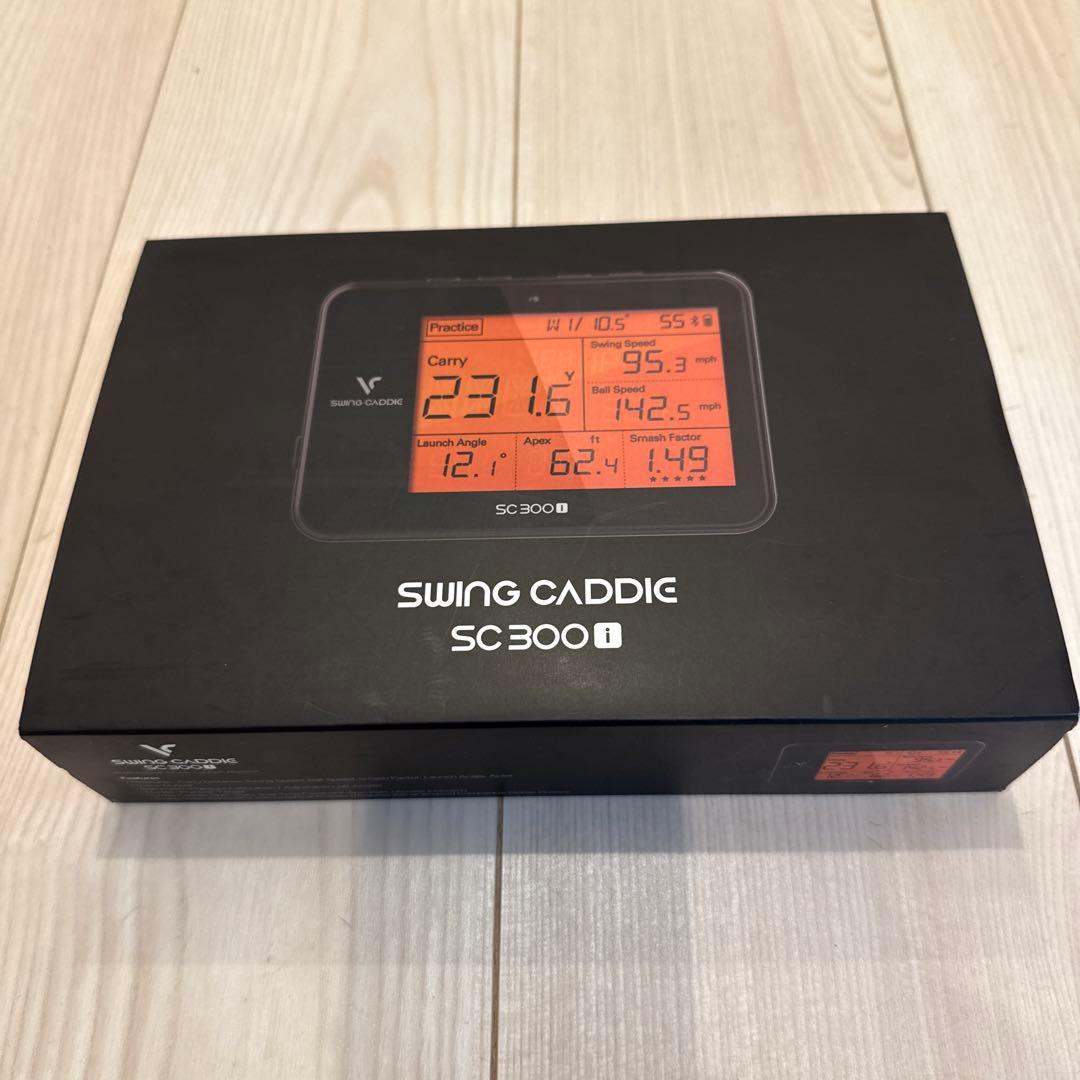 Practice W1/ 10.5° 55
Carry
231.6 Y
Swing Speed
95.3 mph
Ball Speed
142.5 mph
Launch Angle
12.1°
Apex ft
62.4
Smash Factor
1.49
★★★★★
SWING CADDIE
SC300i
SWING CADDIE
SC300i
SWING CADDIE
SC300i
Features